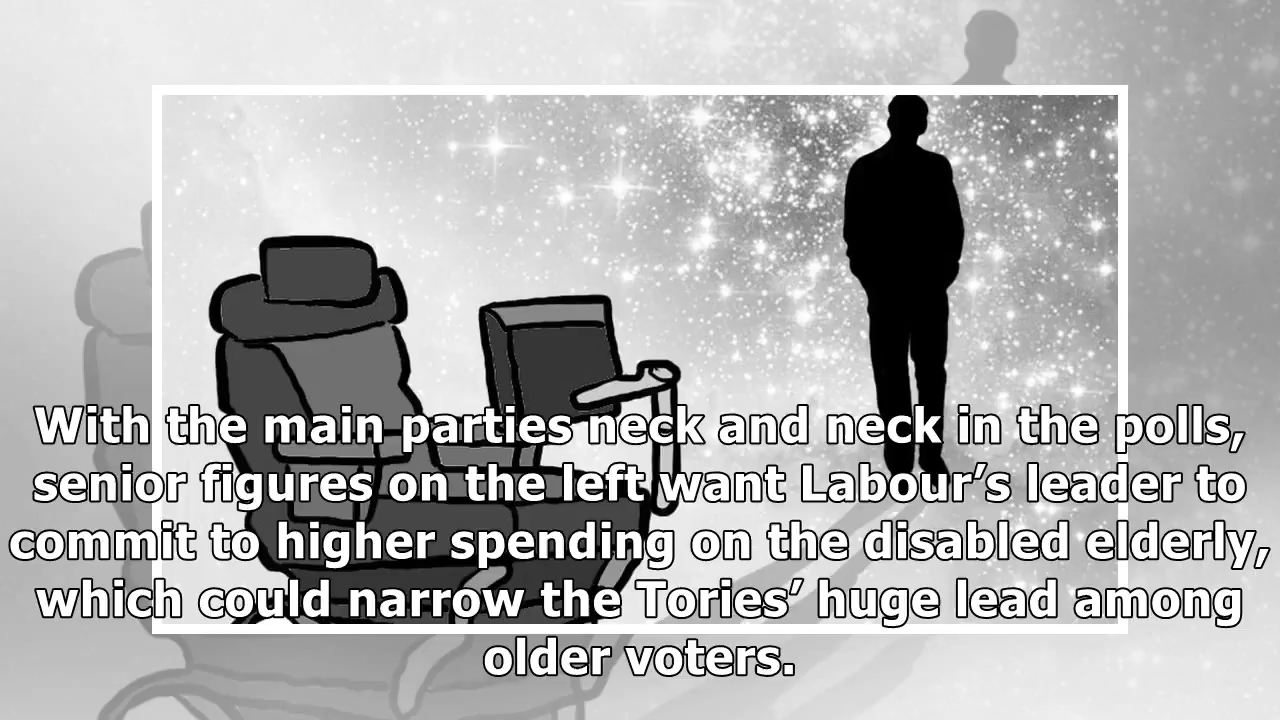 With the main parties neck and neck in the polls,
senior figures on the left want Labour’s leader to
commit to higher spending on the disabled elderly,
which could narrow the Tories’ huge lead among
older voters.